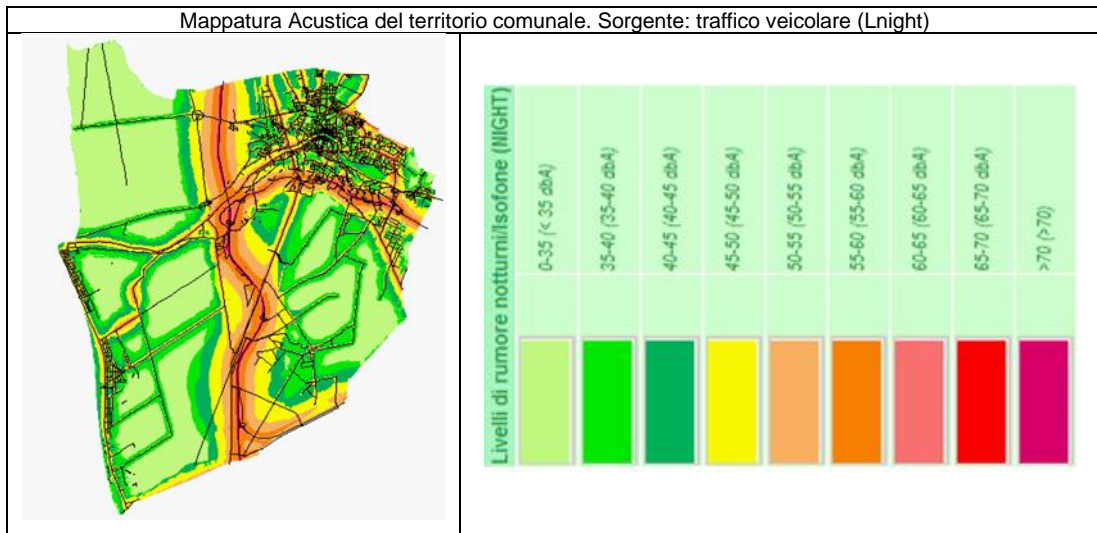 Mappatura Acustica del territorio comunale. Sorgente: traffico veicolare (Lnight)
Livelli di rumore notturni/Isofone (NIGHT)
0-35 (< 35 dbA)
35-40 (35-40 dbA)
40-45 (40-45 dbA)
45-50 (45-50 dbA)
50-55 (50-55 dbA)
55-60 (55-60 dbA)
60-65 (60-65 dbA)
65-70 (65-70 dbA)
>70 (>70)